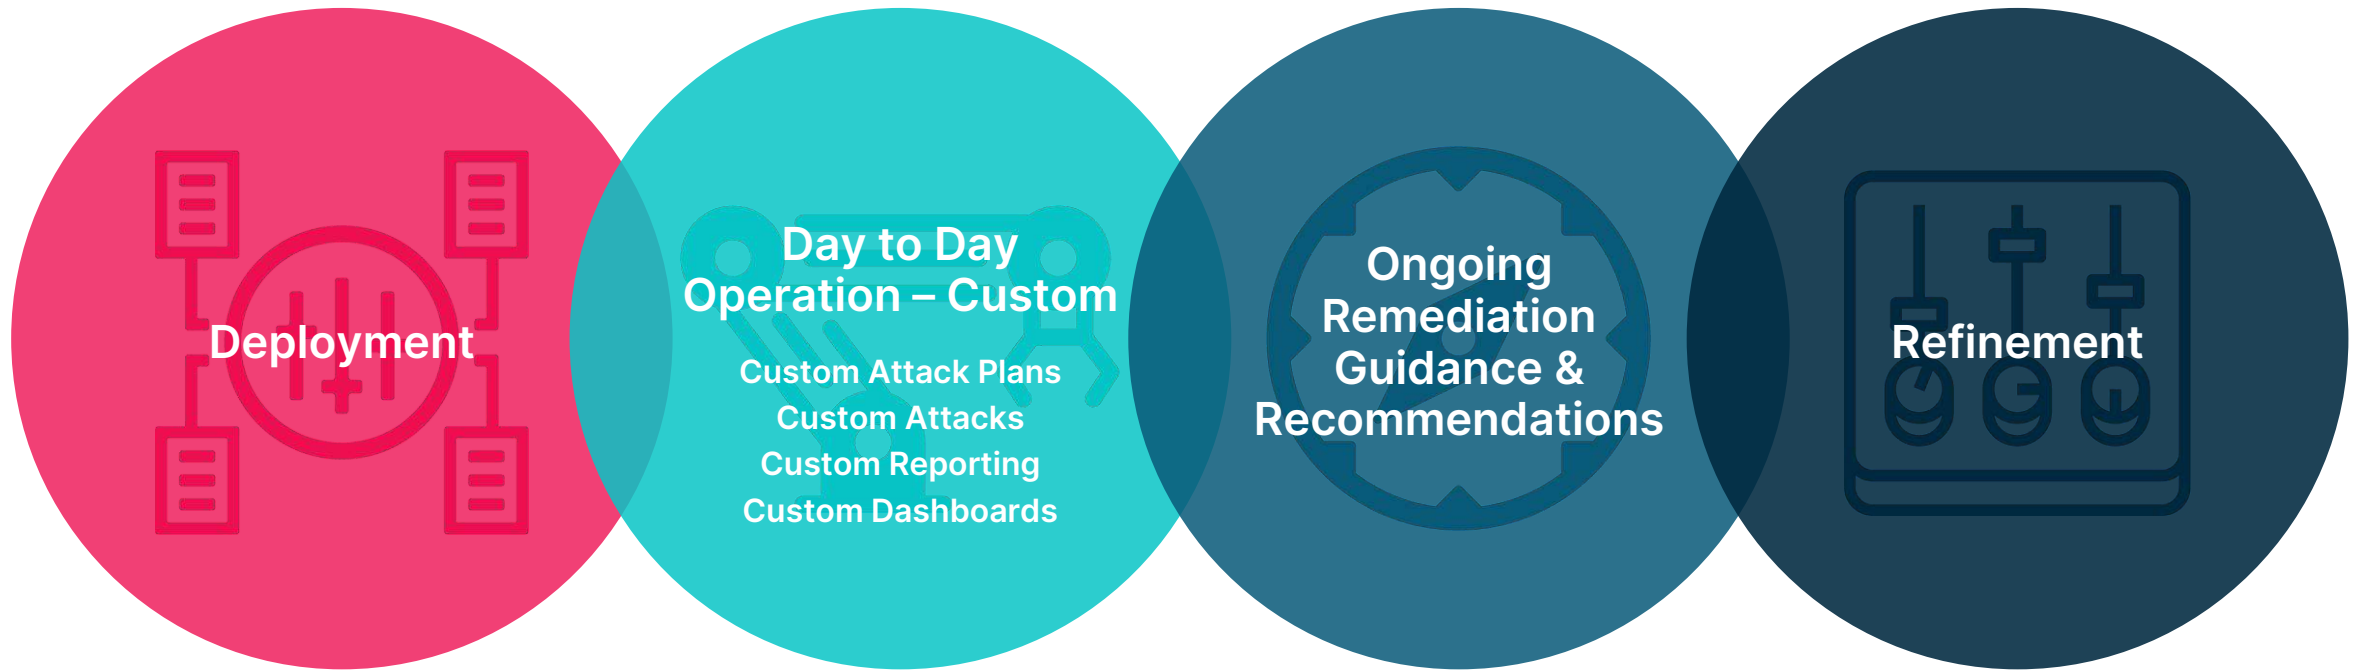 Deployment
Day to Day
Operation – Custom
Custom Attack Plans
Custom Attacks
Custom Reporting
Custom Dashboards
Ongoing
Remediation
Guidance &
Recommendations
Refinement